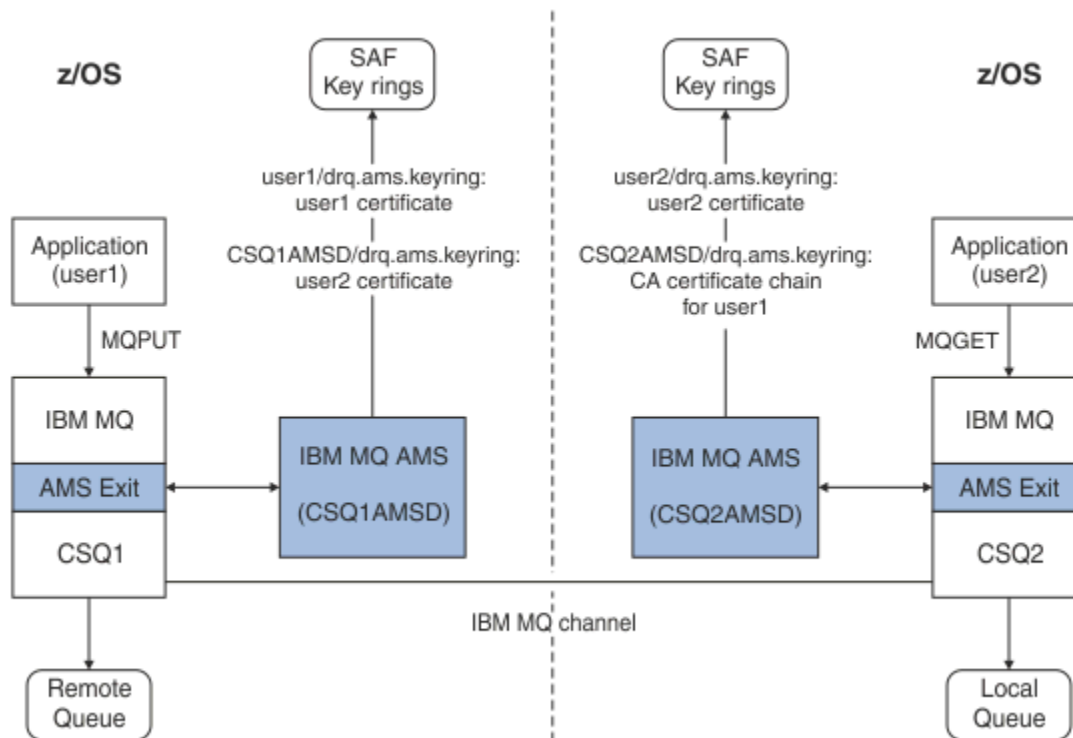 z/OS
SAF
Key rings
user1/drq.ams.keyring:
user1 certificate
CSQ1AMSD/drq.ams.keyring:
user2 certificate
Application
(user1)
MQPUT
IBM MQ
AMS Exit
CSQ1
IBM MQ AMS
(CSQ1AMSD)
Remote
Queue
IBM MQ channel
SAF
Key rings
z/OS
user2/drq.ams.keyring:
user2 certificate
CSQ2AMSD/drq.ams.keyring:
CA certificate chain
for user1
Application
(user2)
MQGET
IBM MQ AMS
(CSQ2AMSD)
IBM MQ
AMS Exit
CSQ2
Local
Queue